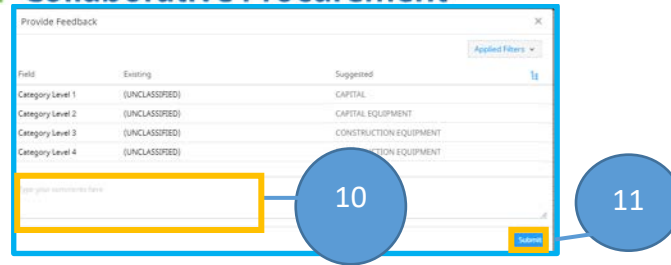 Collaborative Procurement
Provide Feedback ×
Applied Filters
Field Existing Suggested
Category Level 1 (UNCLASSIFIED) CAPITAL
Category Level 2 (UNCLASSIFIED) CAPITAL EQUIPMENT
Category Level 3 (UNCLASSIFIED) CONSTRUCTION EQUIPMENT
Category Level 4 (UNCLASSIFIED) EQUIPMENT
Type your comments here
10
11
Submit